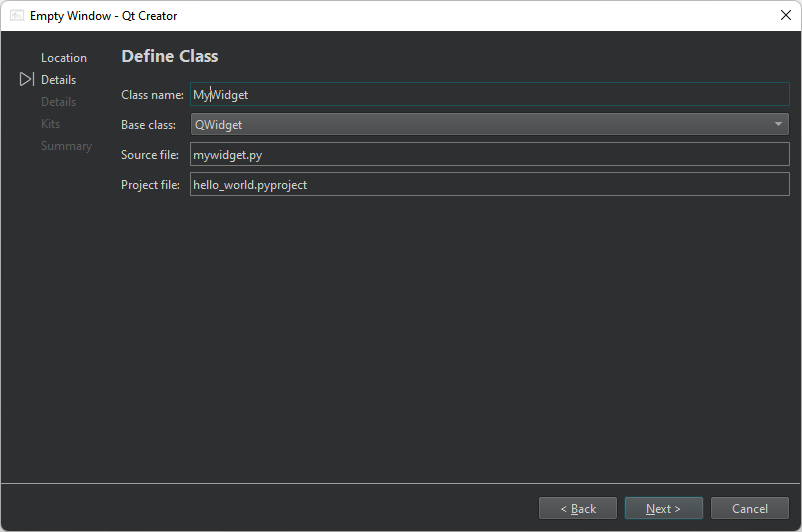 Empty Window - Qt Creator
Location
Details
Details
Kits
Summary
Define Class
Class name: MyWidget
Base class: QWidget
Source file: mywidget.py
Project file: hello_world.pyproject
< Back Next > Cancel